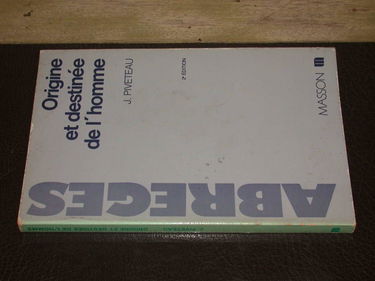 Origine
et destinée
de l'homme
J. PIVETEAU
2e ÉDITION
MASSON
ABREGES
J. PIVETEAU ORIGINE ET DESTINÉE DE L'HOMME